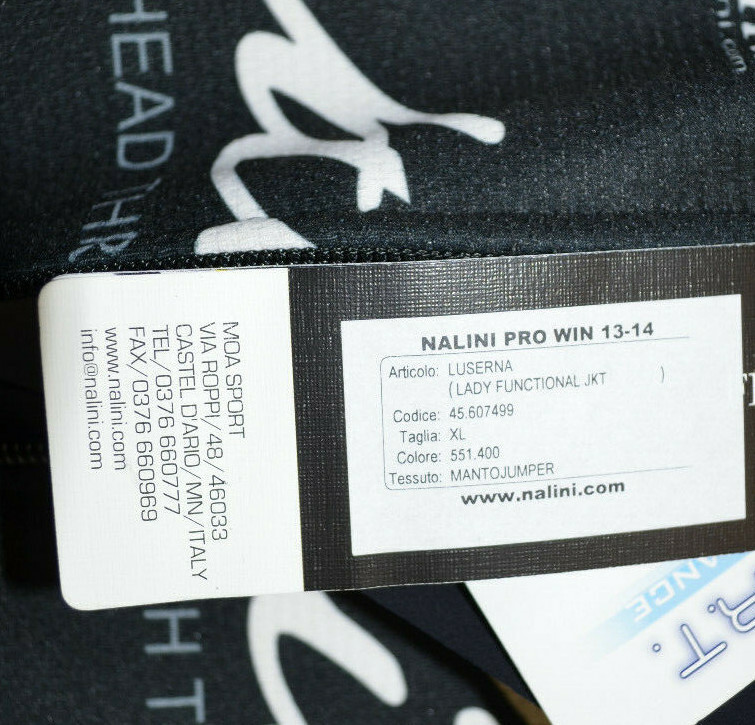 HEAD
NALINI PRO WIN 13-14
Articolo: LUSERNA
( LADY FUNCTIONAL JKT )
Codice: 45.607499
Taglia: XL
Colore: 551.400
Tessuto: MANTOJUMPER
www.nalini.com
MOA SPORT
VIA ROPPI/48/46033
CASTEL D'ARIO/MN/ITALY
TEL/0376 660777
FAX/0376 660969
www.nalini.com
info@nalini.com